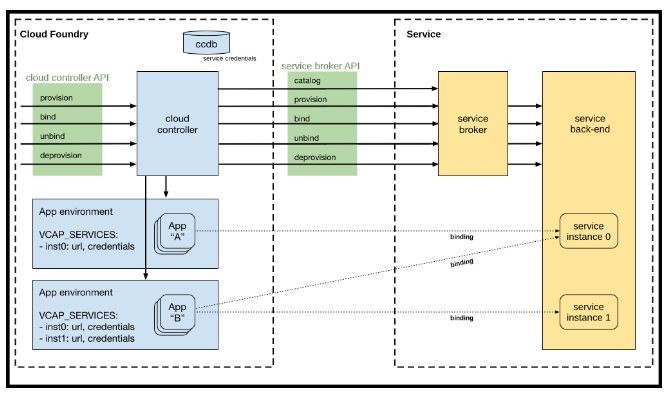 Cloud Foundry
ccdb
service credentials
Service
cloud controller API
service broker API
provision
bind
unbind
deprovision
cloud
controller
catalog
provision
bind
unbind
deprovision
service
broker
service
back-end
App environment
VCAP_SERVICES:
- inst0: url, credentials
App
"A"
binding
service
instance 0
binding
App environment
VCAP_SERVICES:
- inst0: url, credentials
- inst1: url, credentials
App
"B"
binding
service
instance 1